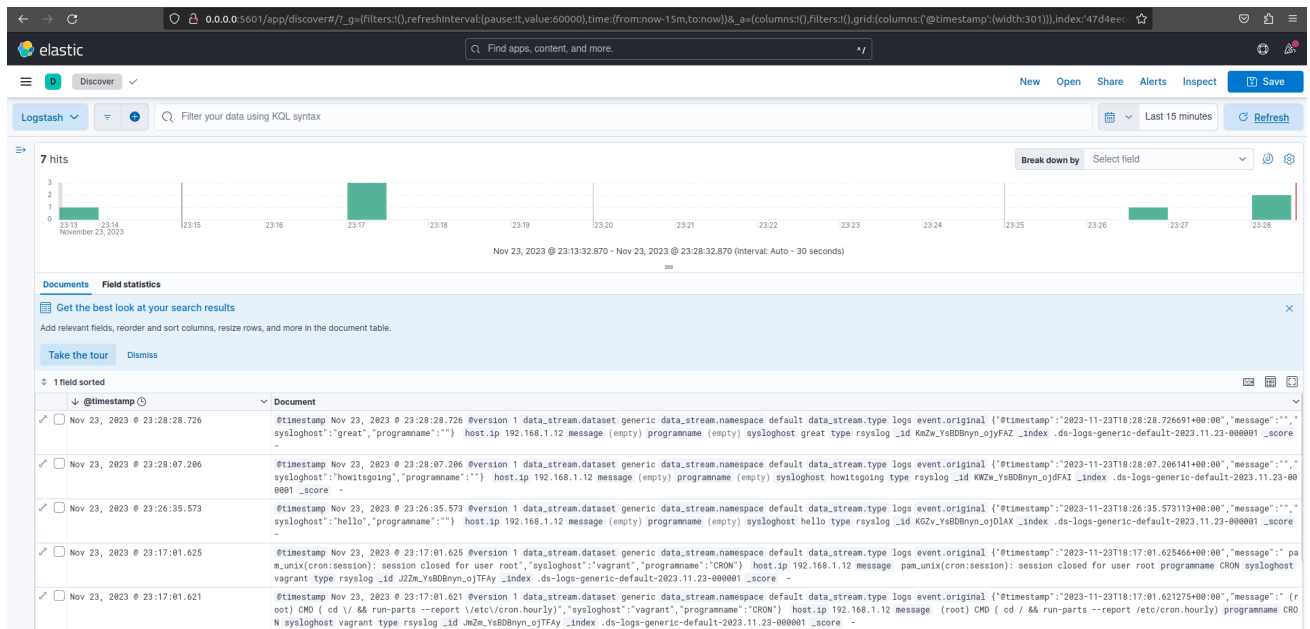 0.0.0.0:5601/app/discover#/?_g=(filters:!(),refreshInterval:(pause:!t,value:60000),time:(from:now-15m,to:now))&_a=(columns:!(),filters:!(),grid:(columns:('@timestamp':(width:301))),index:'47d4eec
elastic
Find apps, content, and more.
^/
D Discover New Open Share Alerts Inspect Save
Logstash Filter your data using KQL syntax Last 15 minutes Refresh
7 hits Break down by Select field
3
2
1
0
23:13 23:14 23:15 23:16 23:17 23:18 23:19 23:20 23:21 23:22 23:23 23:24 23:25 23:26 23:27 23:28
November 23, 2023
Nov 23, 2023 @ 23:13:32.870 - Nov 23, 2023 @ 23:28:32.870 (interval: Auto - 30 seconds)
Documents Field statistics
Get the best look at your search results
Add relevant fields, reorder and sort columns, resize rows, and more in the document table.
Take the tour Dismiss
1 field sorted
@timestamp Document
Nov 23, 2023 @ 23:28:28.726 @timestamp Nov 23, 2023 @ 23:28:28.726 @version 1 data_stream.dataset generic data_stream.namespace default data_stream.type logs event.original {"@timestamp":"2023-11-23T18:28:28.726691+00:00","message":"","
sysloghost":"great","programname":""} host.ip 192.168.1.12 message (empty) programname (empty) sysloghost great type rsyslog _id KmZw_YsBDBnyn_ojyFAZ _index .ds-logs-generic-default-2023.11.23-000001 _score
-
Nov 23, 2023 @ 23:28:07.206 @timestamp Nov 23, 2023 @ 23:28:07.206 @version 1 data_stream.dataset generic data_stream.namespace default data_stream.type logs event.original {"@timestamp":"2023-11-23T18:28:07.206141+00:00","message":"","
sysloghost":"howitsgoing","programname":""} host.ip 192.168.1.12 message (empty) programname (empty) sysloghost howitsgoing type rsyslog _id KWZw_YsBDBnyn_ojdFAI _index .ds-logs-generic-default-2023.11.23-00
0001 _score -
Nov 23, 2023 @ 23:26:35.573 @timestamp Nov 23, 2023 @ 23:26:35.573 @version 1 data_stream.dataset generic data_stream.namespace default data_stream.type logs event.original {"@timestamp":"2023-11-23T18:26:35.573113+00:00","message":"","
sysloghost":"hello","programname":""} host.ip 192.168.1.12 message (empty) programname (empty) sysloghost hello type rsyslog _id KGZv_YsBDBnyn_ojDlAX _index .ds-logs-generic-default-2023.11.23-000001 _score
-
Nov 23, 2023 @ 23:17:01.625 @timestamp Nov 23, 2023 @ 23:17:01.625 @version 1 data_stream.dataset generic data_stream.namespace default data_stream.type logs event.original {"@timestamp":"2023-11-23T18:17:01.625466+00:00","message":" pa
m_unix(cron:session): session closed for user root","sysloghost":"vagrant","programname":"CRON"} host.ip 192.168.1.12 message pam_unix(cron:session): session closed for user root programname CRON sysloghost
vagrant type rsyslog _id J2Zm_YsBDBnyn_ojTFAy _index .ds-logs-generic-default-2023.11.23-000001 _score -
Nov 23, 2023 @ 23:17:01.621 @timestamp Nov 23, 2023 @ 23:17:01.621 @version 1 data_stream.dataset generic data_stream.namespace default data_stream.type logs event.original {"@timestamp":"2023-11-23T18:17:01.621275+00:00","message":" (r
oot) CMD ( cd \/ && run-parts --report \/etc\/cron.hourly)","sysloghost":"vagrant","programname":"CRON"} host.ip 192.168.1.12 message (root) CMD ( cd / && run-parts --report /etc/cron.hourly) programname CRO
N sysloghost vagrant type rsyslog _id JmZm_YsBDBnyn_ojTFAy _index .ds-logs-generic-default-2023.11.23-000001 _score -